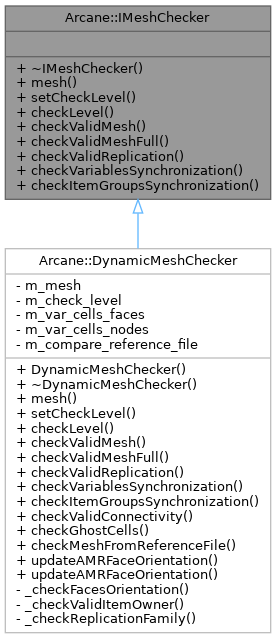 Arcane::IMeshChecker
+ ~IMeshChecker()
+ mesh()
+ setCheckLevel()
+ checkLevel()
+ checkValidMesh()
+ checkValidMeshFull()
+ checkValidReplication()
+ checkVariablesSynchronization()
+ checkItemGroupsSynchronization()
Arcane::DynamicMeshChecker
- m_mesh
- m_check_level
- m_var_cells_faces
- m_var_cells_nodes
- m_compare_reference_file
+ DynamicMeshChecker()
+ ~DynamicMeshChecker()
+ mesh()
+ setCheckLevel()
+ checkLevel()
+ checkValidMesh()
+ checkValidMeshFull()
+ checkValidReplication()
+ checkVariablesSynchronization()
+ checkItemGroupsSynchronization()
+ checkValidConnectivity()
+ checkGhostCells()
+ checkMeshFromReferenceFile()
+ updateAMRFaceOrientation()
+ updateAMRFaceOrientation()
- _checkFacesOrientation()
- _checkValidItemOwner()
- _checkReplicationFamily()